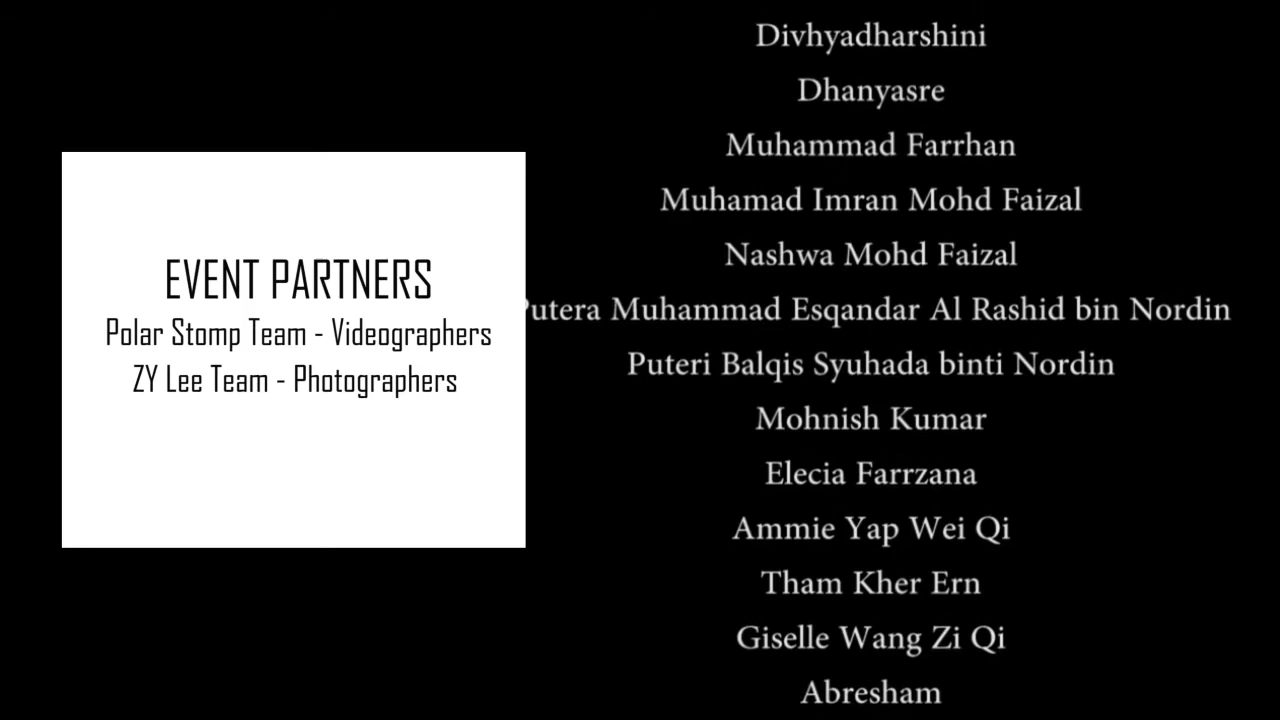 EVENT PARTNERS
Polar Stomp Team - Videographers
ZY Lee Team - Photographers
Divhyadharshini
Dhanyasre
Muhammad Farrhan
Muhamad Imran Mohd Faizal
Nashwa Mohd Faizal
Putera Muhammad Esqandar Al Rashid bin Nordin
Puteri Balqis Syuhada binti Nordin
Mohnish Kumar
Elecia Farrzana
Ammie Yap Wei Qi
Tham Kher Ern
Giselle Wang Zi Qi
Abresham